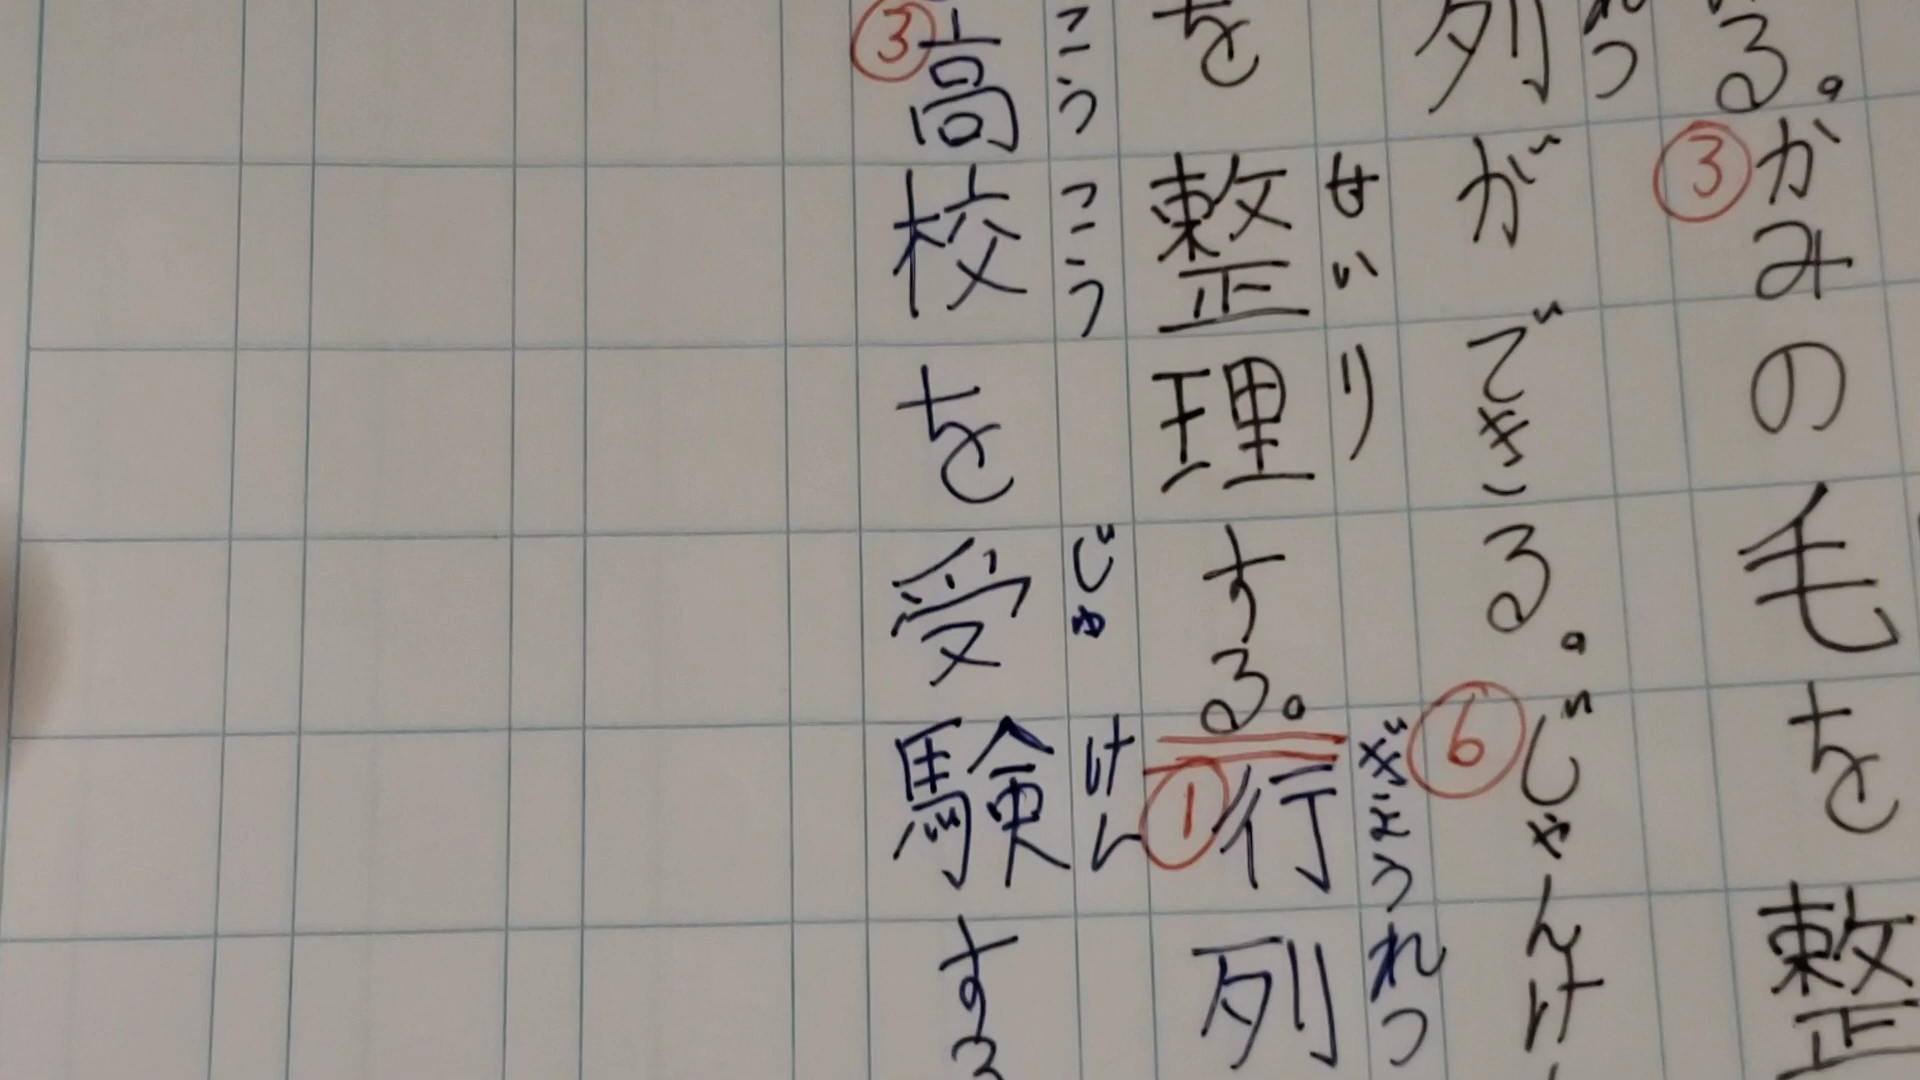 る。③かみの毛を整
れつ
列ができる。⑥じゃんけ
せいり ぎょうれつ
を整理する。①行列
こうこう じゅけん
③高校を受験する